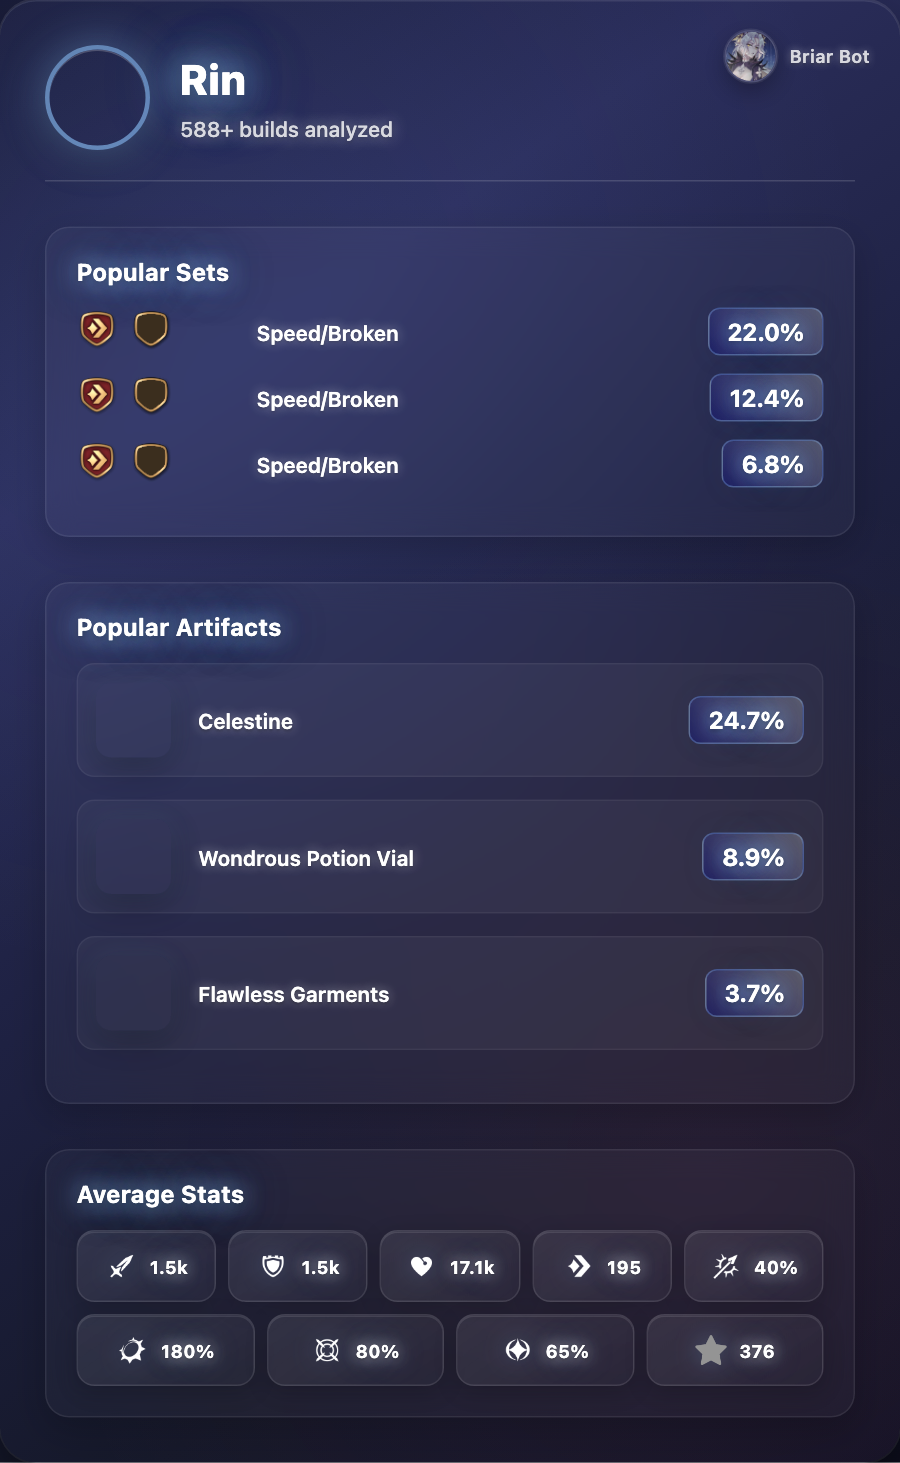 Rin
588+ builds analyzed
Briar Bot
Popular Sets
Speed/Broken 22.0%
Speed/Broken 12.4%
Speed/Broken 6.8%
Popular Artifacts
Celestine 24.7%
Wondrous Potion Vial 8.9%
Flawless Garments 3.7%
Average Stats
1.5k 1.5k 17.1k 195 40%
180% 80% 65% 376